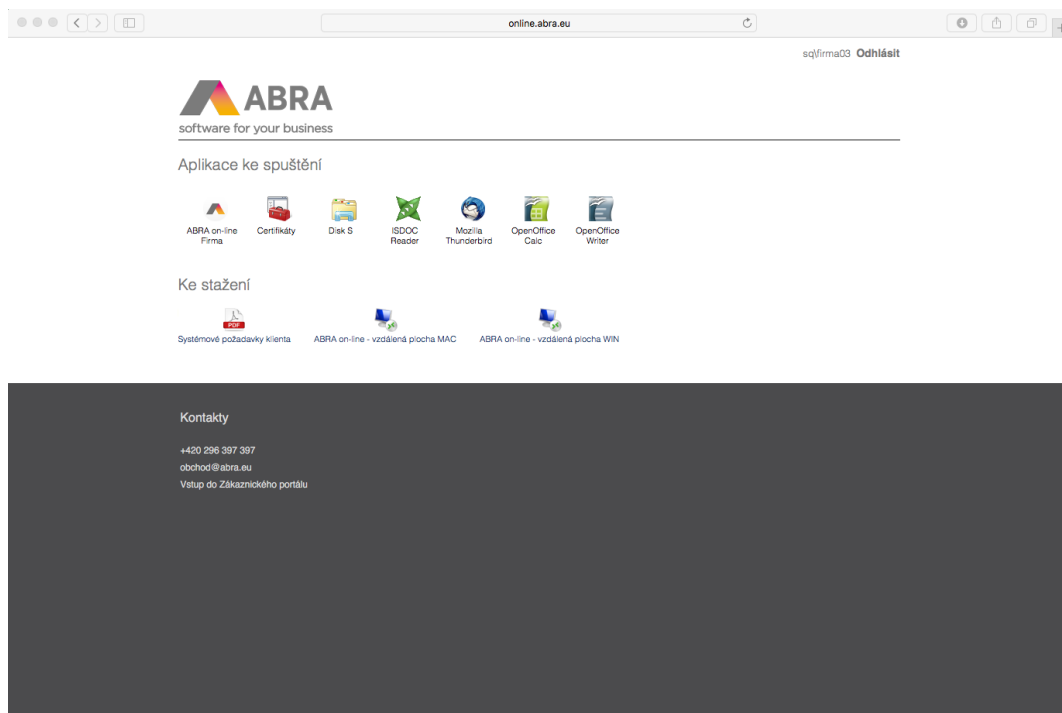 online.abra.eu
sql\firma03 Odhlásit
ABRA
software for your business
Aplikace ke spuštění
ABRA on-line
Firma
Certifikáty
Disk S
ISDOC
Reader
Mozilla
Thunderbird
OpenOffice
Calc
OpenOffice
Writer
Ke stažení
PDF
Systémové požadavky klienta
ABRA on-line - vzdálená plocha MAC
ABRA on-line - vzdálená plocha WIN
Kontakty
+420 296 397 397
obchod@abra.eu
Vstup do Zákaznického portálu